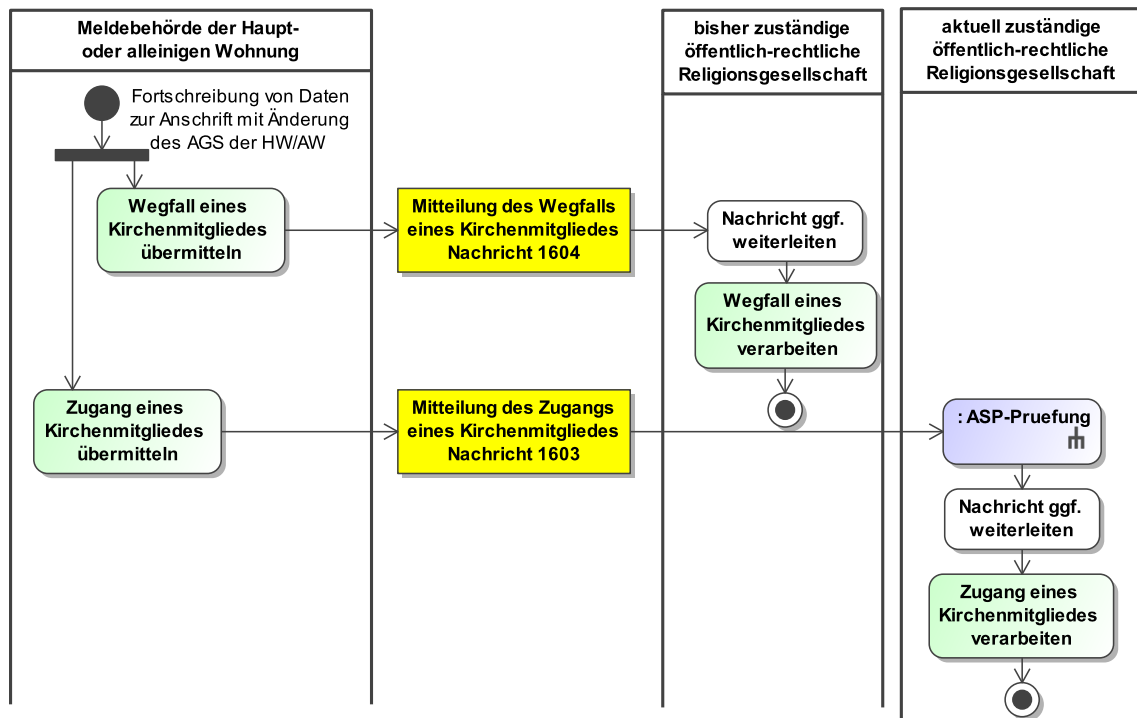 Meldebehörde der Haupt-
oder alleinigen Wohnung
bisher zuständige
öffentlich-rechtliche
Religionsgesellschaft
aktuell zuständige
öffentlich-rechtliche
Religionsgesellschaft
Fortschreibung von Daten
zur Anschrift mit Änderung
des AGS der HW/AW
Wegfall eines
Kirchenmitgliedes
übermitteln
Mitteilung des Wegfalls
eines Kirchenmitgliedes
Nachricht 1604
Nachricht ggf.
weiterleiten
Wegfall eines
Kirchenmitgliedes
verarbeiten
Zugang eines
Kirchenmitgliedes
übermitteln
Mitteilung des Zugangs
eines Kirchenmitgliedes
Nachricht 1603
: ASP-Pruefung
Nachricht ggf.
weiterleiten
Zugang eines
Kirchenmitgliedes
verarbeiten